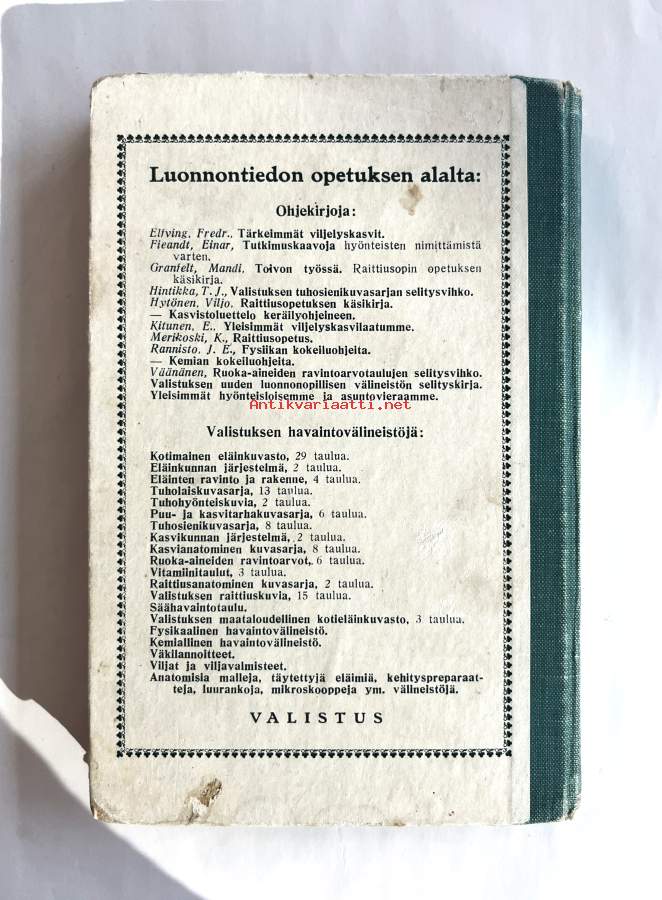 Luonnontiedon opetuksen alalta:
Ohjekirjoja:
Elfving, Fredr., Tärkeimmät viljelyskasvit.
Fieandt, Einar, Tutkimuskaavoja hyönteisten nimittämistä
varten.
Granfelt, Mandi, Toivon työssä. Raittiusopin opetuksen
käsikirja.
Hintikka, T. J., Valistuksen tuhosienikuvasarjan selitysvihko.
Hytönen, Viljo, Raittiusopetuksen käsikirja.
— Kasvistoluettelo keräilyohjeineen.
Kitunen, E., Yleisimmät viljelyskasvilaatumme.
Merikoski, K., Raittiusopetus.
Rannisto, J. E., Fysiikan kokeiluohjeita.
— Kemian kokeiluohjeita.
Väänänen, Ruoka-aineiden ravintoarvotaulujen selitysvihko.
Valistuksen uuden luonnonopillisen välineistön selityskirja.
Yleisimmät hyönteisloisemme ja asuntovieraamme.
Antikvariaatti.net
Valistuksen havaintovälineistöjä:
Kotimainen eläinkuvasto, 29 taulua.
Eläinkunnan järjestelmä, 2 taulua.
Eläinten ravinto ja rakenne, 4 taulua.
Tuholaiskuvasarja, 13 taulua.
Tuhohyönteiskuvia, 2 taulua.
Puu- ja kasvitarhakuvasarja, 6 taulua.
Tuhosienikuvasarja, 8 taulua.
Kasvikunnan järjestelmä, 2 taulua.
Kasvianatominen kuvasarja, 8 taulua.
Ruoka-aineiden ravintoarvot, 6 taulua.
Vitamiinitaulut, 3 taulua.
Raittiusanatominen kuvasarja, 2 taulua.
Valistuksen raittiuskuvia, 15 taulua.
Säähavaintotaulu.
Valistuksen maataloudellinen kotieläinkuvasto, 3 taulua.
Fysikaalinen havaintovälineistö.
Kemiallinen havaintovälineistö.
Väkilannoitteet.
Viljat ja viljavalmisteet.
Anatomisia malleja, täytettyjä eläimiä, kehityspreparaat-
teja, luurankoja, mikroskooppeja ym. välineistöjä.
VALISTUS